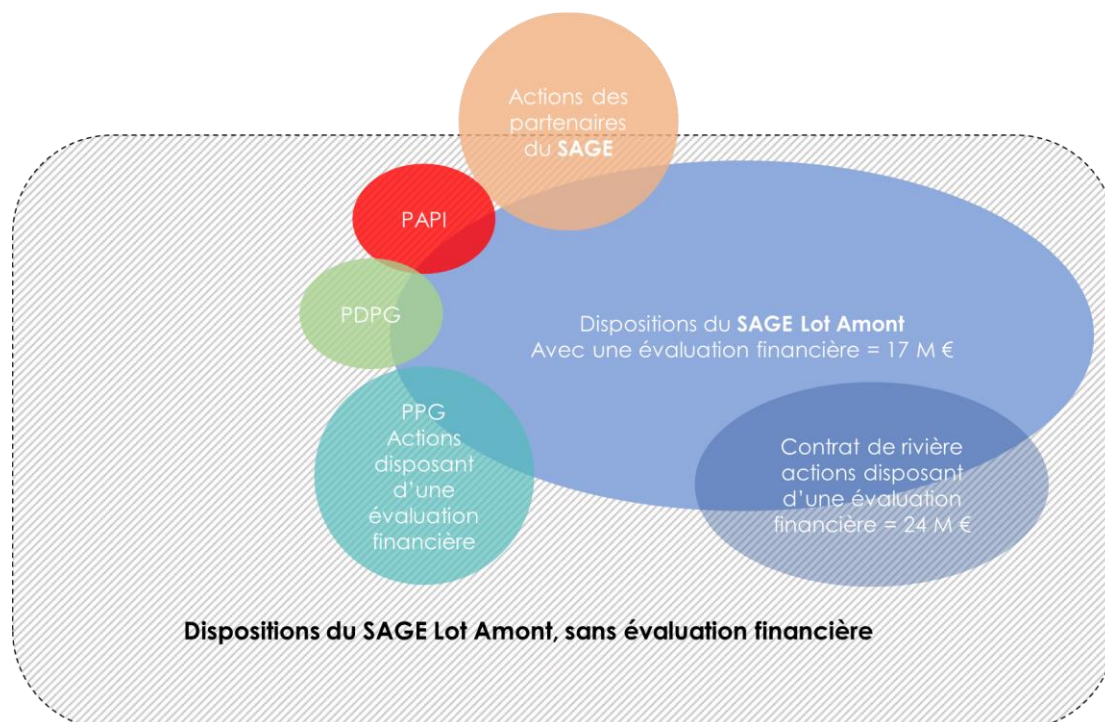 Actions des
partenaires
du SAGE
PAPI
PDPG
Dispositions du SAGE Lot Amont
Avec une évaluation financière = 17 M €
PPG
Actions
disposant
d'une
évaluation
financière
Contrat de rivière
actions disposant
d'une évaluation
financière = 24 M €
Dispositions du SAGE Lot Amont, sans évaluation financière